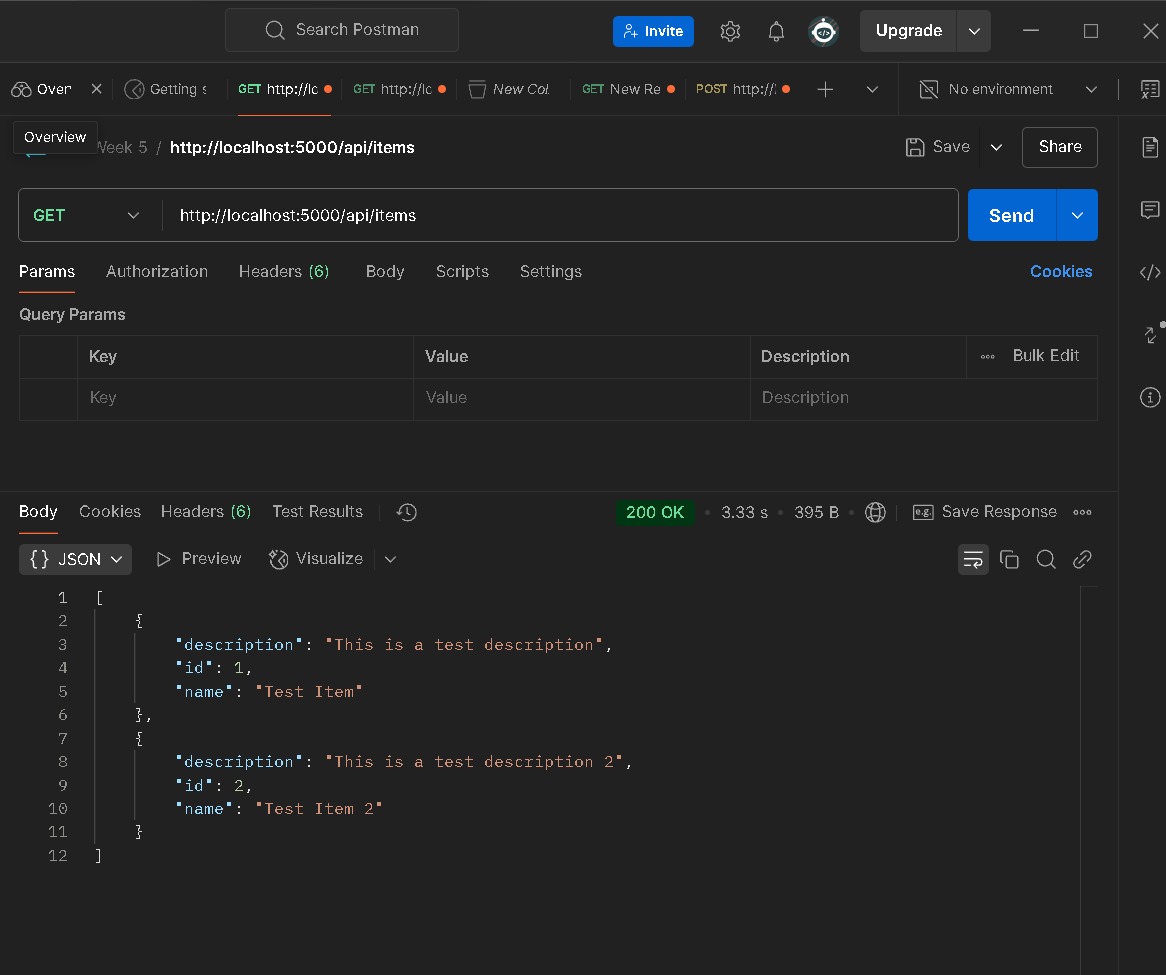 Search Postman
Invite
Upgrade
Over
Getting s
GET http://lc
GET http://lc
New Col
GET New Re
POST http://
No environment
Overview
Week 5 / http://localhost:5000/api/items
Save
Share
GET
http://localhost:5000/api/items
Send
Params
Authorization
Headers (6)
Body
Scripts
Settings
Cookies
Query Params
Key Value Description Bulk Edit
Key Value Description
Body
Cookies
Headers (6)
Test Results
200 OK • 3.33 s • 395 B
e.g. Save Response
{} JSON
Preview
Visualize
1 [
2 {
3 "description": "This is a test description",
4 "id": 1,
5 "name": "Test Item"
6 },
7 {
8 "description": "This is a test description 2",
9 "id": 2,
10 "name": "Test Item 2"
11 }
12 ]